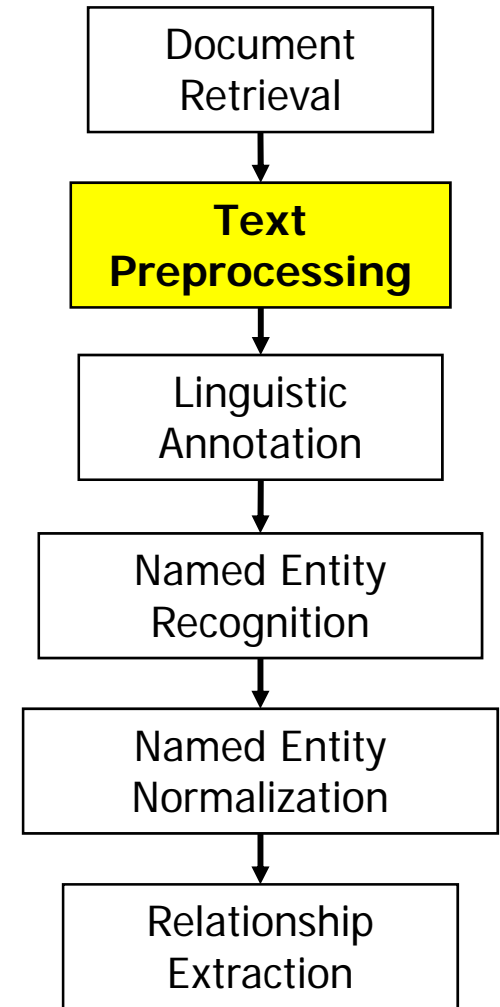 Document
Retrieval
Text
Preprocessing
Linguistic
Annotation
Named Entity
Recognition
Named Entity
Normalization
Relationship
Extraction